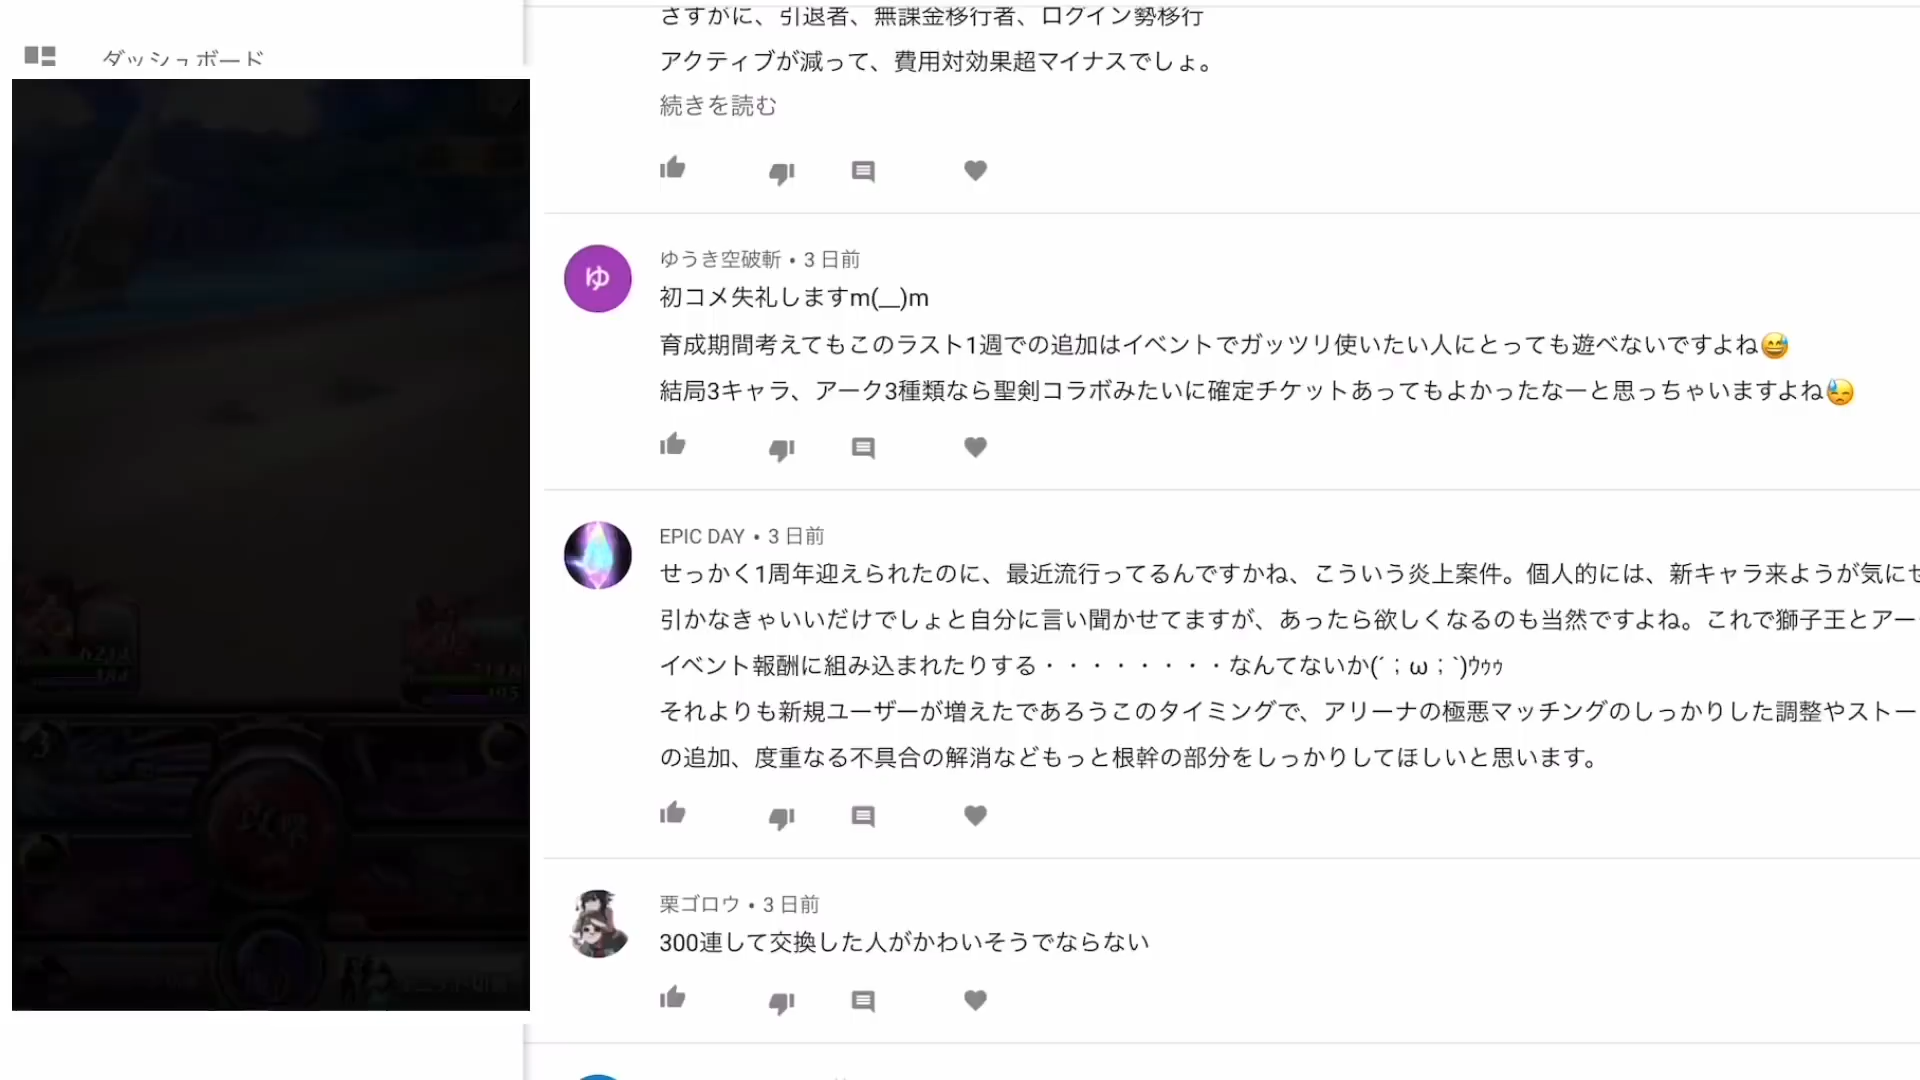 ダッシュボード
さすがに、引退者、無課金移行者、ログイン勢移行
アクティブが減って、費用対効果超マイナスでしょ。
続きを読む
ゆ
ゆうき空破斬 • 3 日前
初コメ失礼しますm(__)m
育成期間考えてもこのラスト1週での追加はイベントでガッツリ使いたい人にとっても遊べないですよね😅
結局3キャラ、アーク3種類なら聖剣コラボみたいに確定チケットあってもよかったなーと思っちゃいますよね😓
EPIC DAY • 3 日前
せっかく1周年迎えられたのに、最近流行ってるんですかね、こういう炎上案件。個人的には、新キャラ来ようが気にせ
引かなきゃいいだけでしょと自分に言い聞かせてますが、あったら欲しくなるのも当然ですよね。これで獅子王とアー
イベント報酬に組み込まれたりする・・・・・・・・なんてないか(´；ω；`)ｳｩｩ
それよりも新規ユーザーが増えたであろうこのタイミングで、アリーナの極悪マッチングのしっかりした調整やストー
の追加、度重なる不具合の解消などもっと根幹の部分をしっかりしてほしいと思います。
栗ゴロウ • 3 日前
300連して交換した人がかわいそうでならない